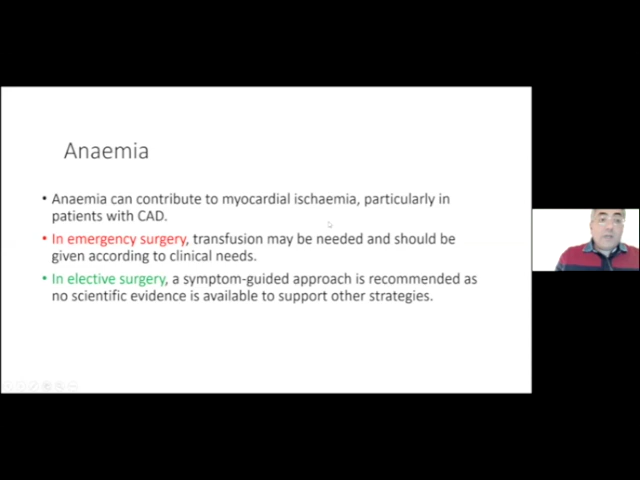 Anaemia
• Anaemia can contribute to myocardial ischaemia, particularly in
patients with CAD.
• In emergency surgery, transfusion may be needed and should be
given according to clinical needs.
• In elective surgery, a symptom-guided approach is recommended as
no scientific evidence is available to support other strategies.